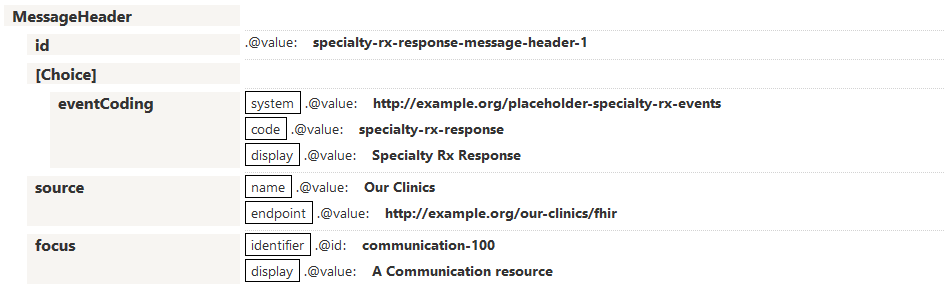 MessageHeader
id .@value: specialty-rx-response-message-header-1
[Choice]
eventCoding system .@value: http://example.org/placeholder-specialty-rx-events
code .@value: specialty-rx-response
display .@value: Specialty Rx Response
source name .@value: Our Clinics
endpoint .@value: http://example.org/our-clinics/fhir
focus identifier .@id: communication-100
display .@value: A Communication resource